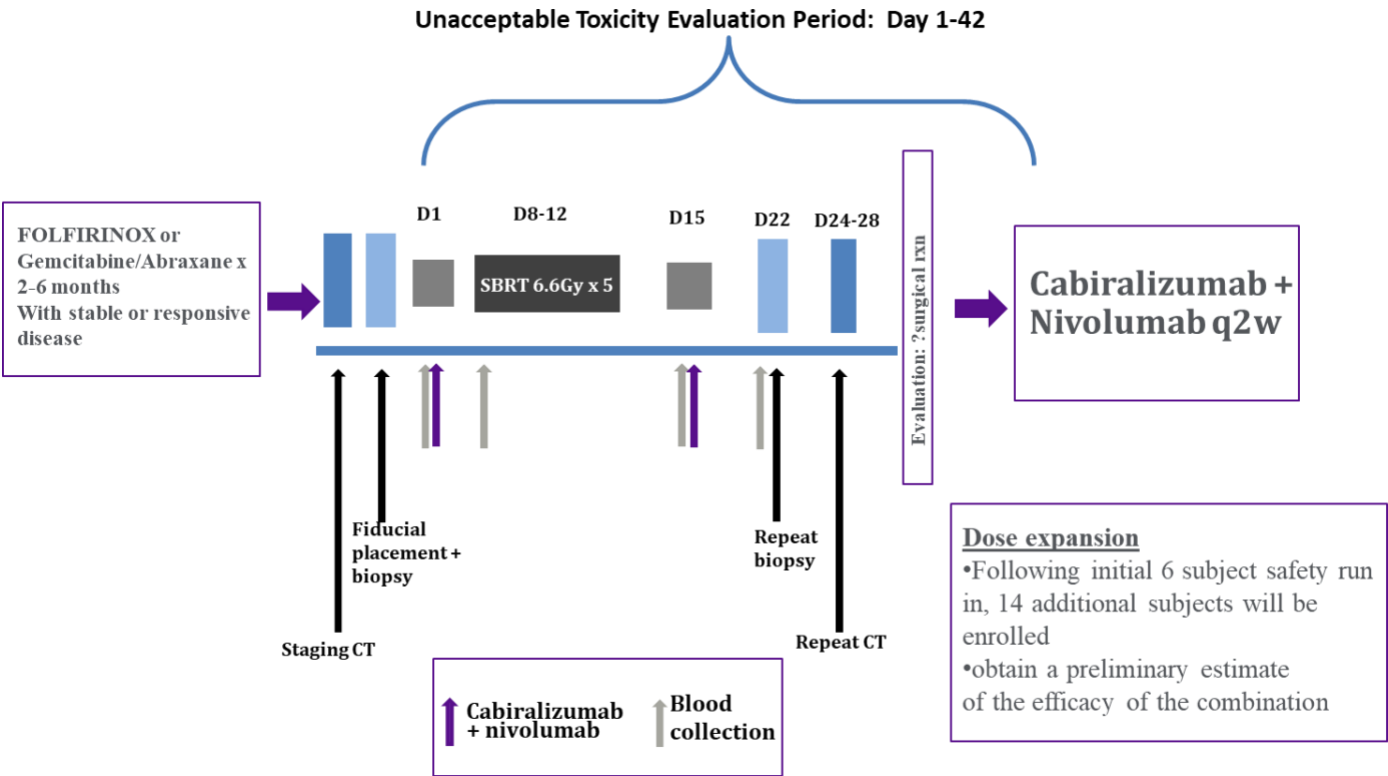 Unacceptable Toxicity Evaluation Period:  Day 1-42
FOLFIRINOX or
Gemcitabine/Abraxane x
2-6 months
With stable or responsive
disease
D1
D8-12
D15
D22
D24-28
SBRT 6.6Gy x 5
Evaluation: ?surgical rxn
Cabiralizumab +
Nivolumab q2w
Fiducial
placement +
biopsy
Repeat
biopsy
Staging CT
Repeat CT
Dose expansion
•Following initial 6 subject safety run
in, 14 additional subjects will be
enrolled
•obtain a preliminary estimate
of the efficacy of the combination
Cabiralizumab
+ nivolumab
Blood
collection